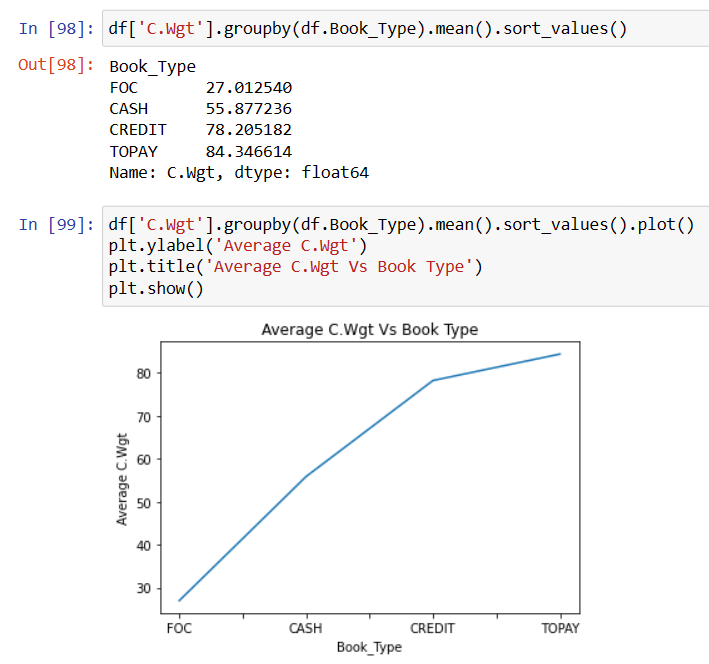 In [98]: df['C.Wgt'].groupby(df.Book_Type).mean().sort_values()
Out[98]: Book_Type
FOC 27.012540
CASH 55.877236
CREDIT 78.205182
TOPAY 84.346614
Name: C.Wgt, dtype: float64
In [99]: df['C.Wgt'].groupby(df.Book_Type).mean().sort_values().plot()
plt.ylabel('Average C.Wgt')
plt.title('Average C.Wgt Vs Book Type')
plt.show()
Average C.Wgt Vs Book Type
Average C.Wgt
80
70
60
50
40
30
FOC CASH CREDIT TOPAY
Book_Type